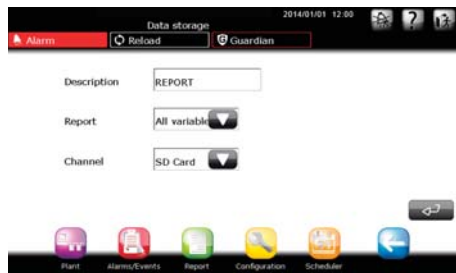 2014/01/01 12:00
Data storage
Alarm
Reload
Guardian
Description
REPORT
Report
All variable
Channel
SD Card
Plant
Alarms/Events
Report
Configuration
Scheduler